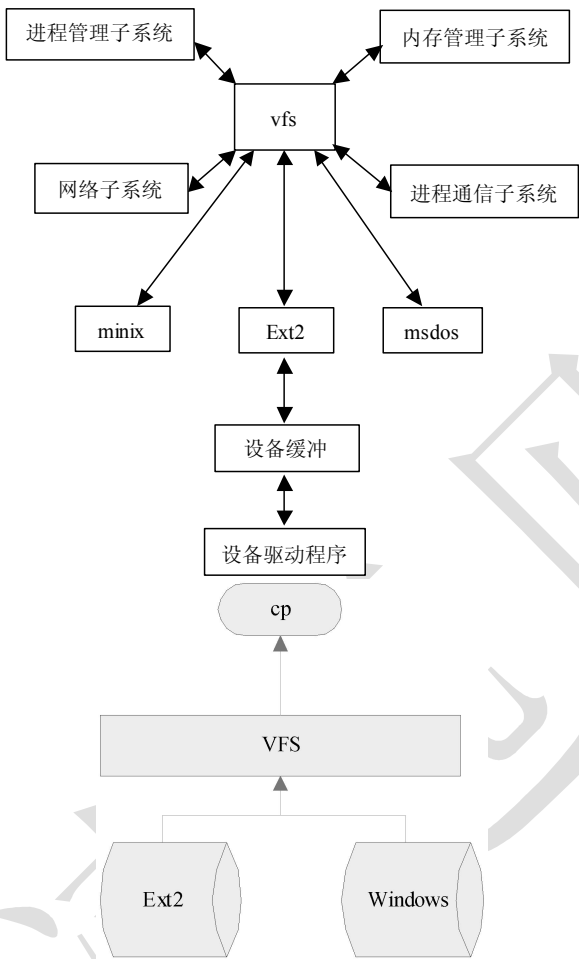 进程管理子系统
内存管理子系统
vfs
网络子系统
进程通信子系统
minix
Ext2
msdos
设备缓冲
设备驱动程序
cp
VFS
Ext2
Windows